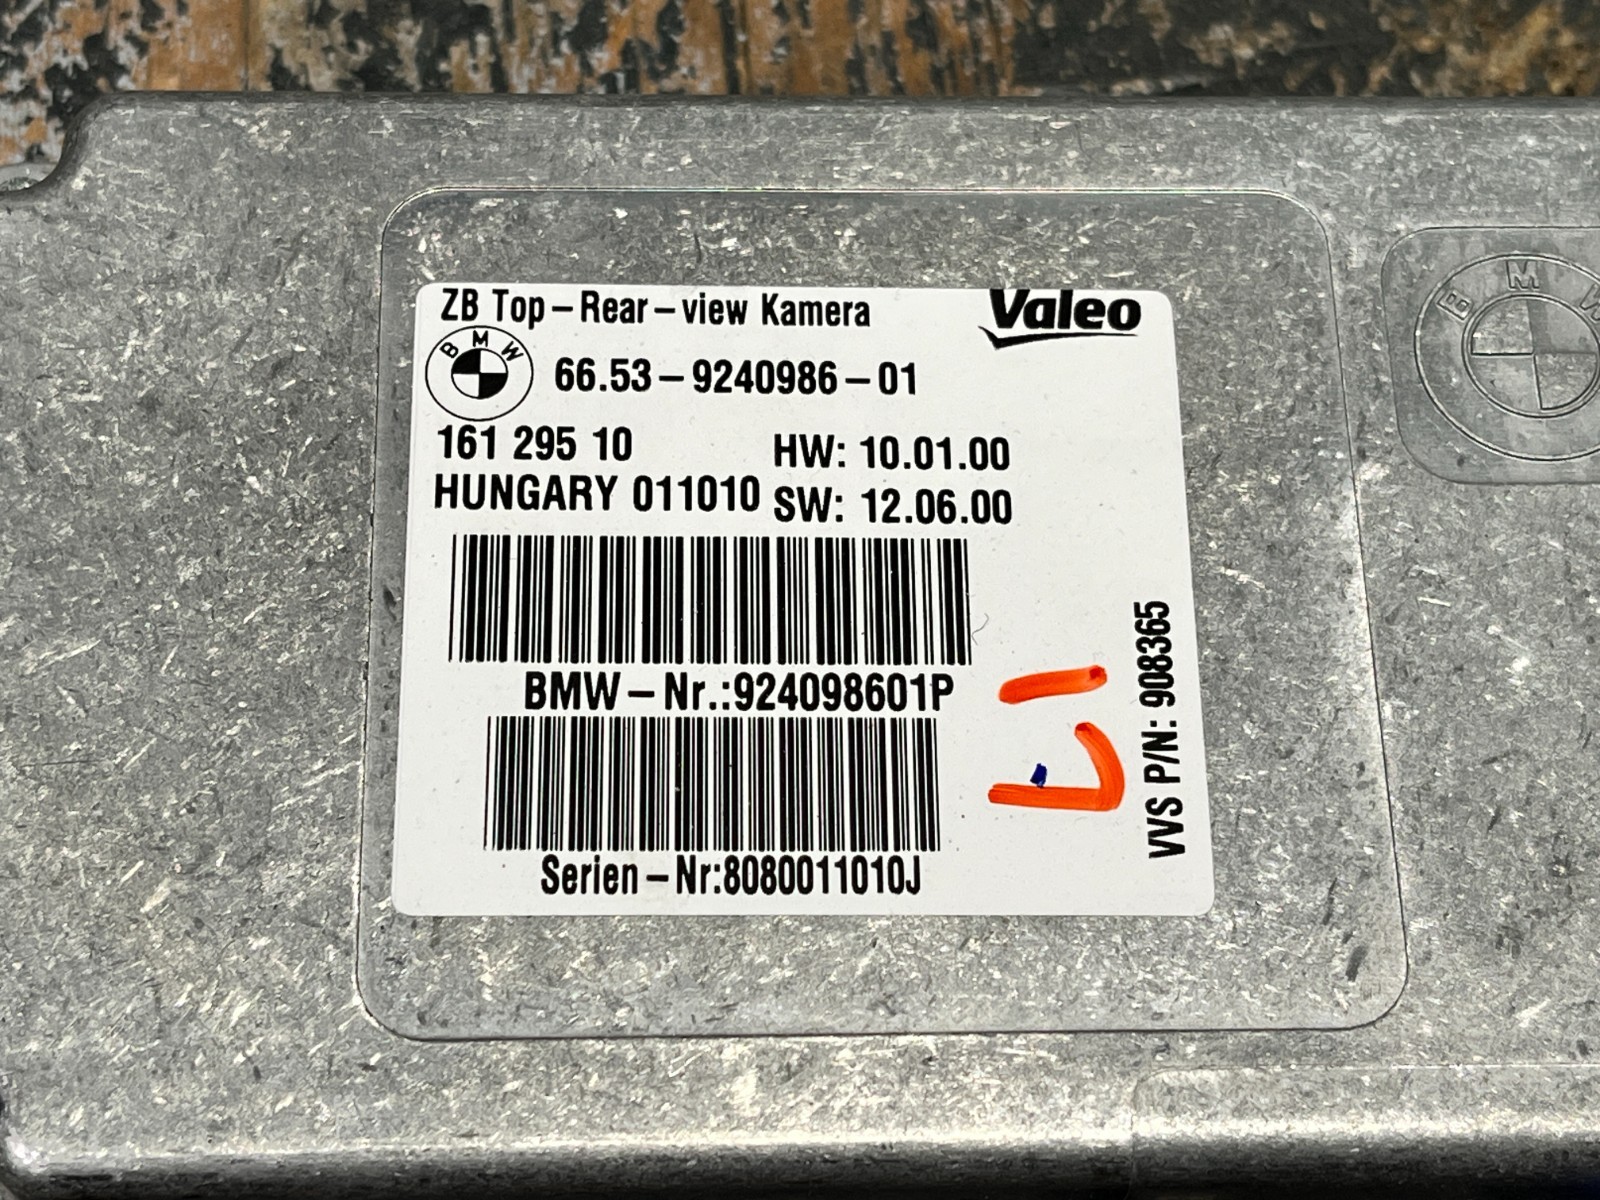 ZB Top-Rear-view Kamera
Valeo
BMW
66.53-9240986-01
161 295 10
HW: 10.01.00
HUNGARY 011010
SW: 12.06.00
BMW-Nr.:924098601P
Serien-Nr:8080011010J
VVS P/N: 908365
BMW